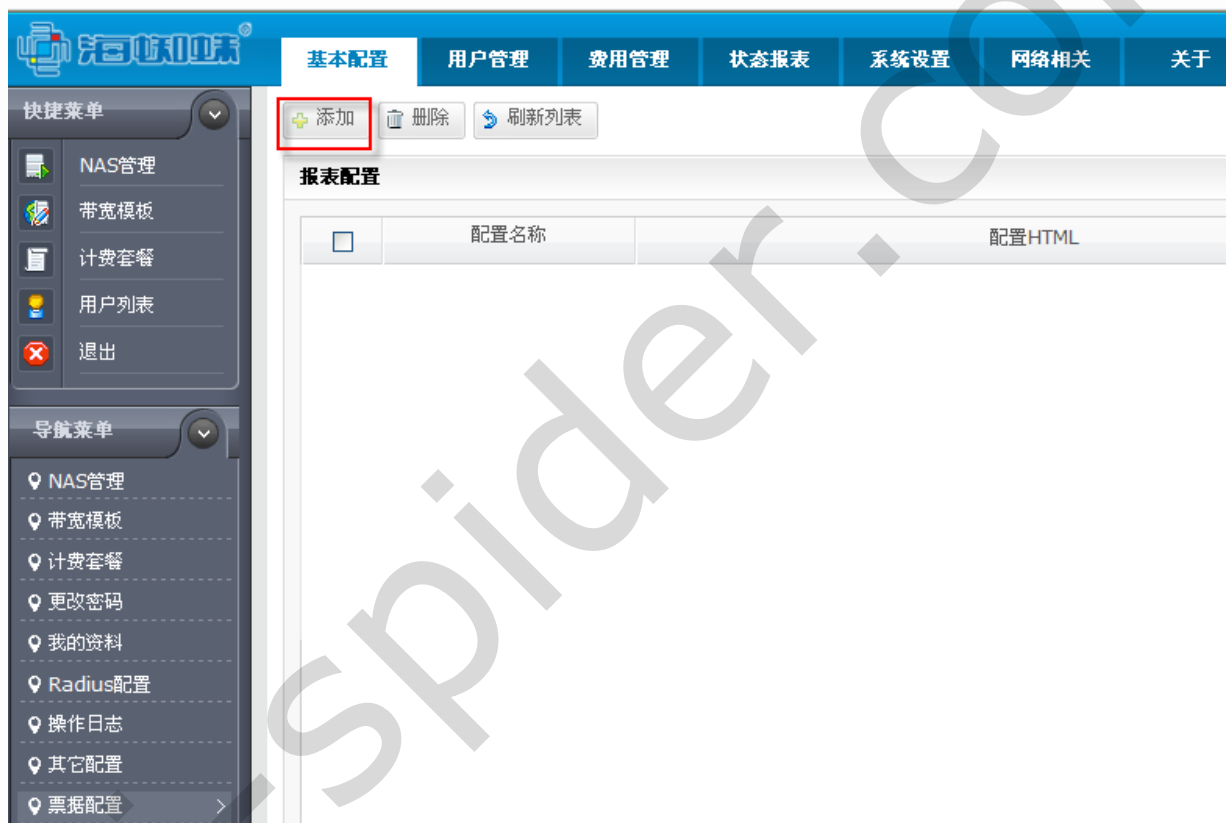 基本配置 用户管理 费用管理 状态报表 系统设置 网络相关 关于
快捷菜单
NAS管理
带宽模板
计费套餐
用户列表
退出
导航菜单
NAS管理
带宽模板
计费套餐
更改密码
我的资料
Radius配置
操作日志
其它配置
票据配置
添加 删除 刷新列表
报表配置
配置名称 配置HTML
-spider.co